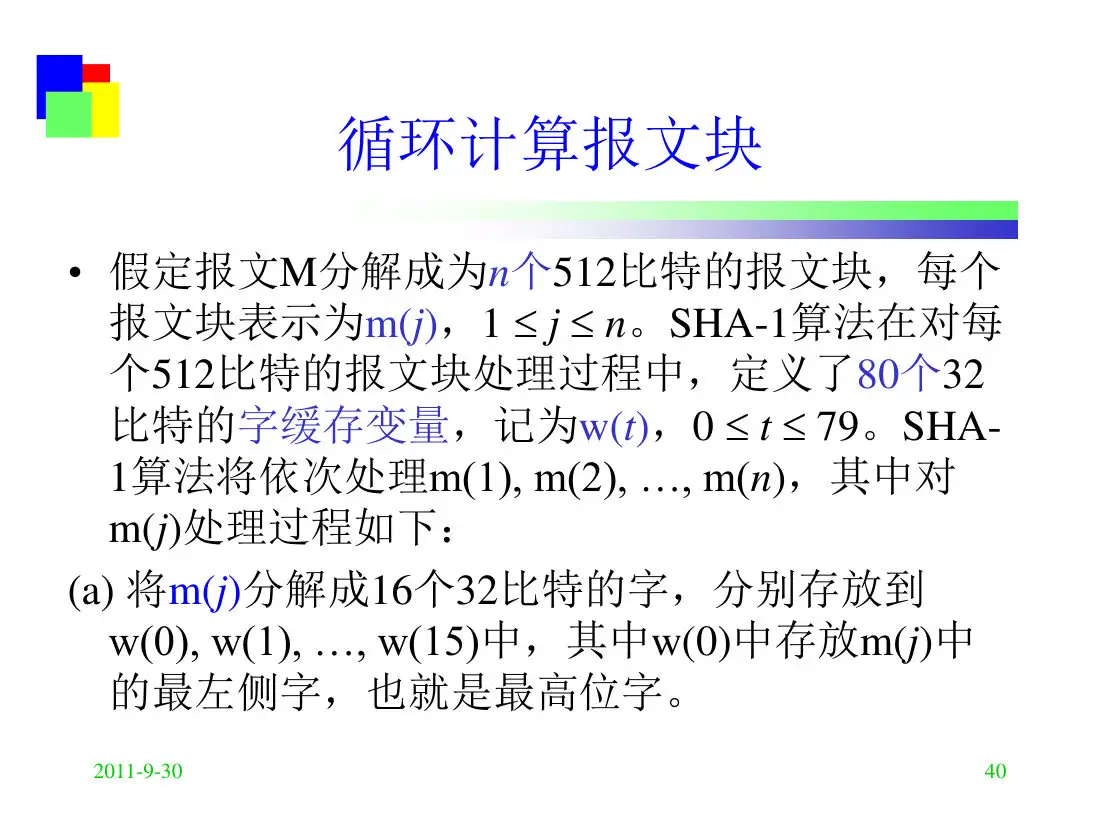 循环计算报文块
• 假定报文M分解成为n个512比特的报文块，每个
报文块表示为m(j)，1 ≤ j ≤ n。SHA-1算法在对每
个512比特的报文块处理过程中，定义了80个32
比特的字缓存变量，记为w(t)，0 ≤ t ≤ 79。SHA-
1算法将依次处理m(1), m(2), …, m(n)，其中对
m(j)处理过程如下：
(a) 将m(j)分解成16个32比特的字，分别存放到
w(0), w(1), …, w(15)中，其中w(0)中存放m(j)中
的最左侧字，也就是最高位字。
2011-9-30
40